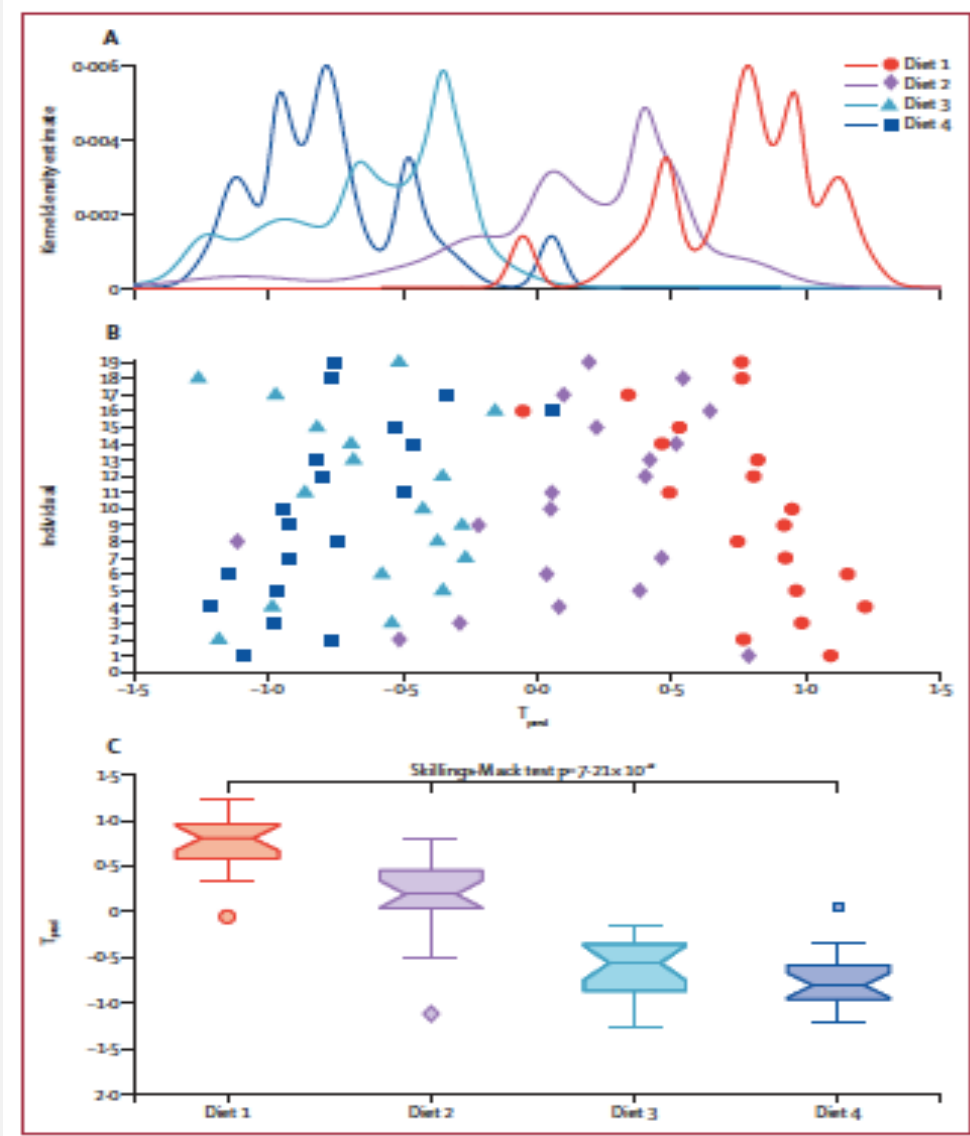 A
0·006
0·004
0·002
0
Kernel density estimate
Diet 1
Diet 2
Diet 3
Diet 4
B
19
18
17
16
15
14
13
12
11
10
9
8
7
6
5
4
3
2
1
0
Individual
–1·5 –1·0 –0·5 0·0 0·5 1·0 1·5
T
C
Skillings-Mack test p=7·21× 10
1·5
1·0
0·5
0
–0·5
–1·0
–1·5
2·0
T
Diet 1 Diet 2 Diet 3 Diet 4